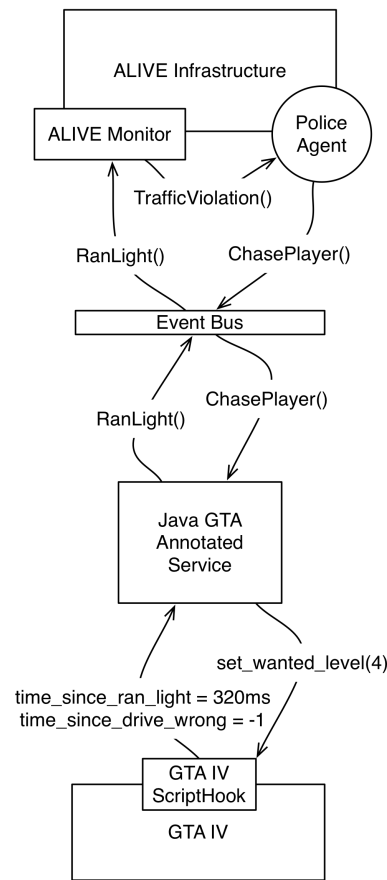 ALIVE Infrastructure
ALIVE Monitor
Police
Agent
TrafficViolation()
RanLight()
ChasePlayer()
Event Bus
RanLight()
ChasePlayer()
Java GTA
Annotated
Service
set_wanted_level(4)
time_since_ran_light = 320ms
time_since_drive_wrong = -1
GTA IV
ScriptHook
GTA IV